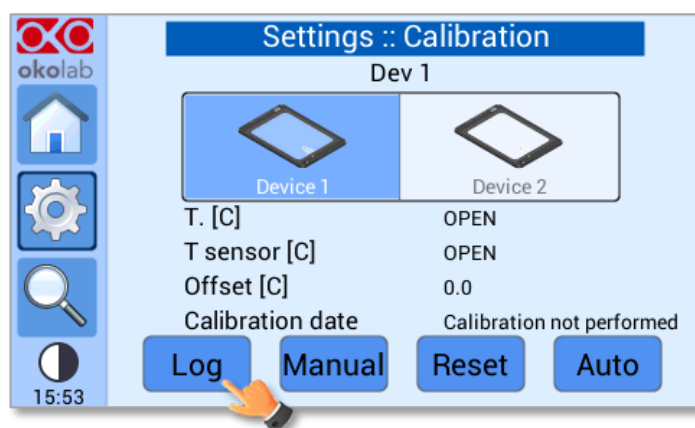 Settings :: Calibration
okolab
Dev 1
Device 1
Device 2
T. [C] OPEN
T sensor [C] OPEN
Offset [C] 0.0
Calibration date Calibration not performed
Log Manual Reset Auto
15:53